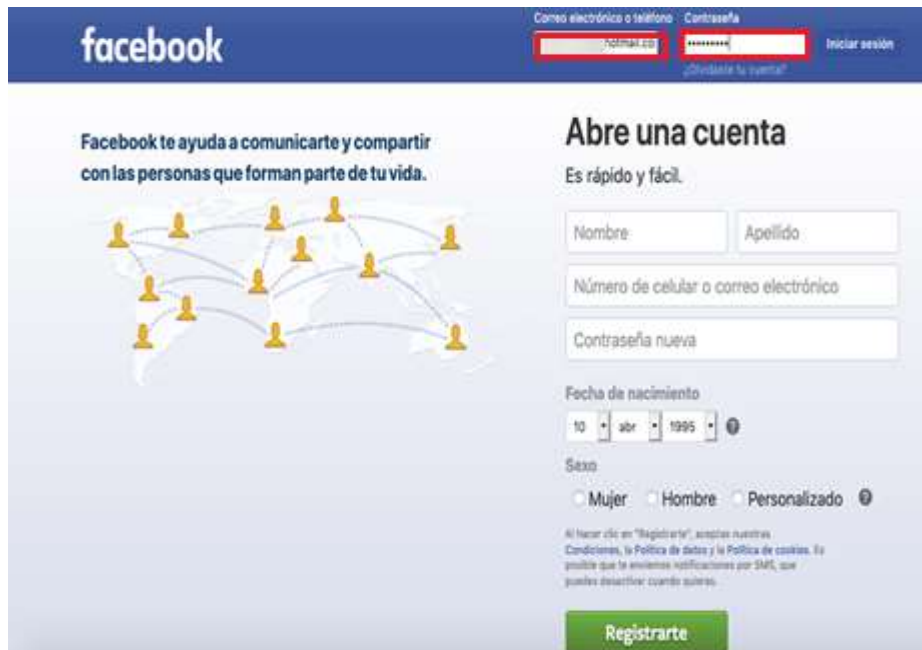 Correo electrónico o teléfono Contraseña
facebook
hotmail.co
Iniciar sesión
¿Olvidaste tu cuenta?
Facebook te ayuda a comunicarte y compartir
con las personas que forman parte de tu vida.
Abre una cuenta
Es rápido y fácil.
Nombre
Apellido
Número de celular o correo electrónico
Contraseña nueva
Fecha de nacimiento
10 abr 1995
Sexo
Mujer Hombre Personalizado
Al hacer clic en "Registrarte", aceptas nuestras
Condiciones, la Política de datos y la Política de cookies. Es
posible que te enviemos notificaciones por SMS, que
puedes desactivar cuando quieras.
Registrarte